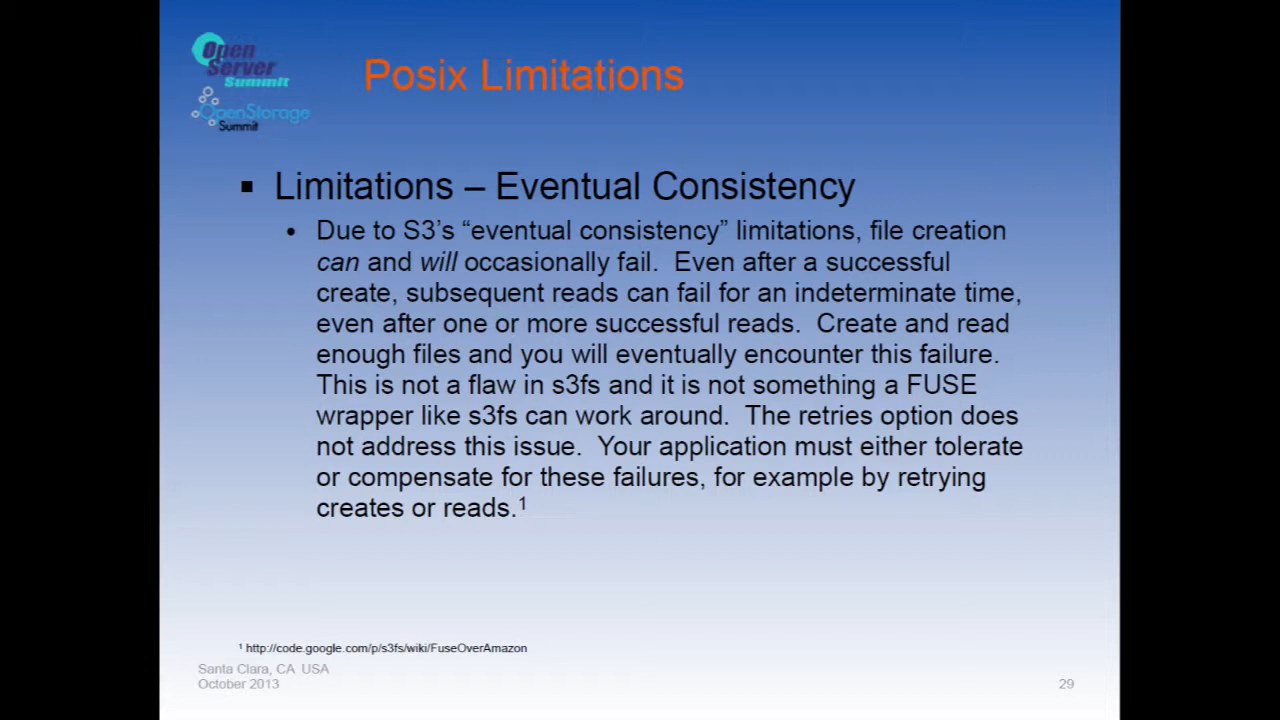 Open
Server
Summit
OpenStorage
Summit
Posix Limitations
▪ Limitations – Eventual Consistency
• Due to S3’s “eventual consistency” limitations, file creation
can and will occasionally fail.  Even after a successful
create, subsequent reads can fail for an indeterminate time,
even after one or more successful reads.  Create and read
enough files and you will eventually encounter this failure.
This is not a flaw in s3fs and it is not something a FUSE
wrapper like s3fs can work around.  The retries option does
not address this issue.  Your application must either tolerate
or compensate for these failures, for example by retrying
creates or reads.¹
¹ http://code.google.com/p/s3fs/wiki/FuseOverAmazon
Santa Clara, CA  USA
October 2013
29